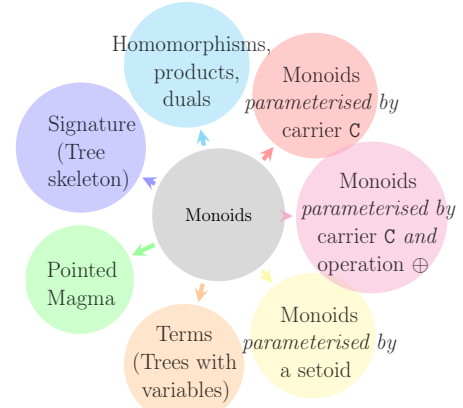 Homomorphisms,
products,
duals
Monoids
parameterised by
carrier C
Signature
(Tree
skeleton)
Monoids
Monoids
parameterised by
carrier C and
operation ⊕
Pointed
Magma
Terms
(Trees with
variables)
Monoids
parameterised by
a setoid